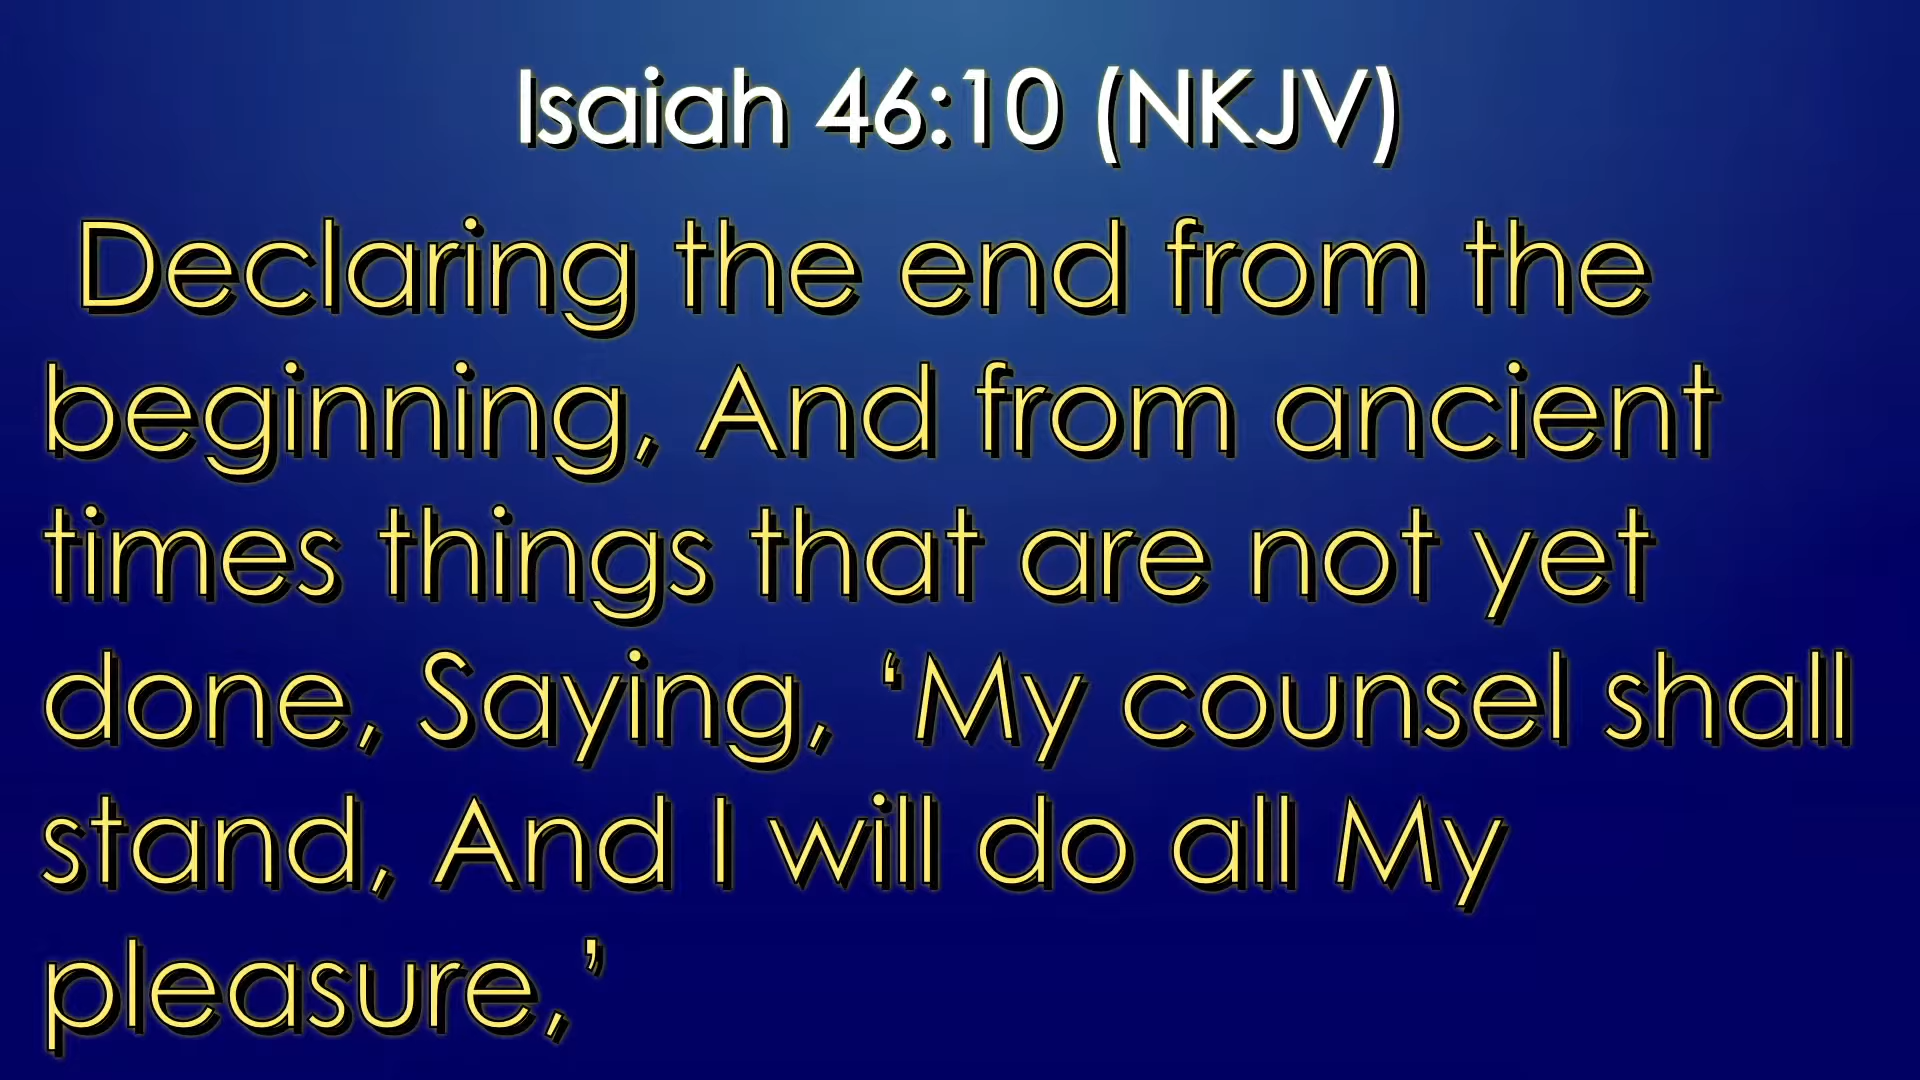 Isaiah 46:10 (NKJV)
Declaring the end from the
beginning, And from ancient
times things that are not yet
done, Saying, ‘My counsel shall
stand, And I will do all My
pleasure,’